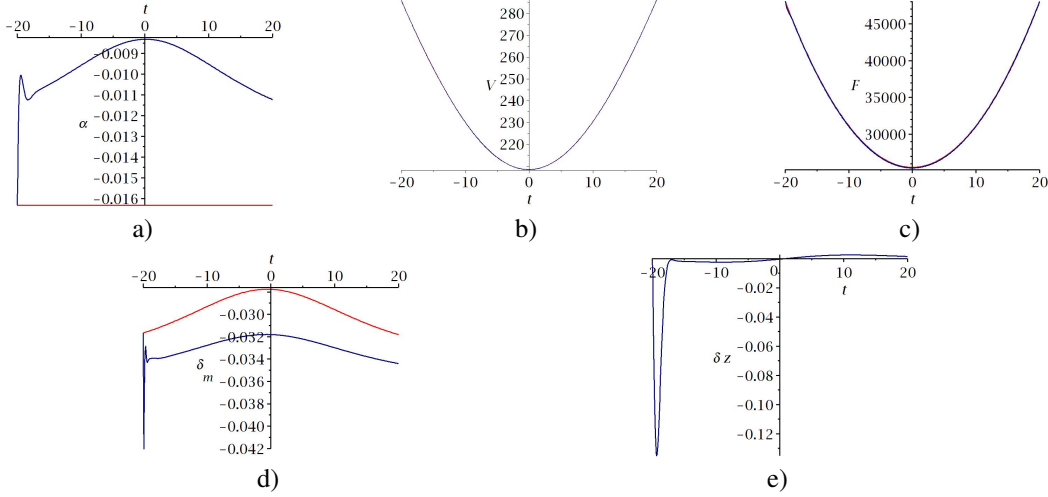 t
-20 -10 0 10 20
-0.009
-0.010
-0.011
α
-0.012
-0.013
-0.014
-0.015
-0.016
a)
280
270
260
V
250
240
230
220
-20 -10 0 10 20
t
b)
45000
40000
F
35000
30000
-20 -10 0 10 20
t
c)
t
-20 -10 0 10 20
-0.030
-0.032
-0.034
δ
m
-0.036
-0.038
-0.040
-0.042
d)
-20 -10 0 10 20
t
-0.02
-0.04
-0.06
δ z
-0.08
-0.10
-0.12
e)